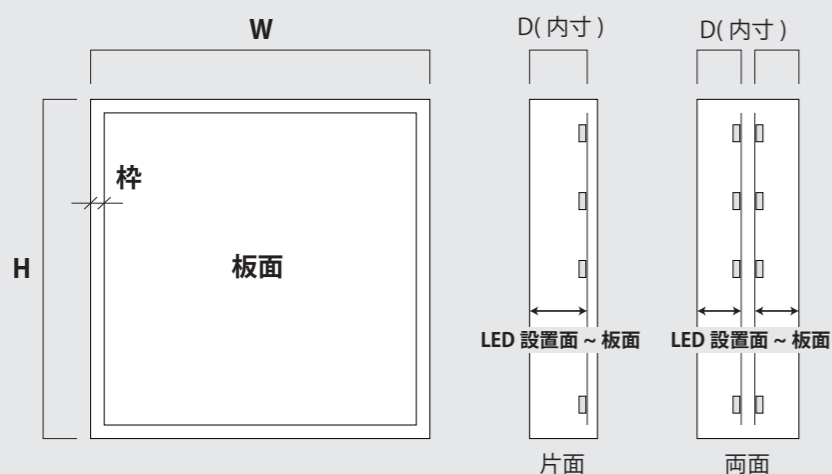 W
D( 内寸 )
D( 内寸 )
枠
H
板面
LED 設置面 ~ 板面
LED 設置面 ~ 板面
片面
両面